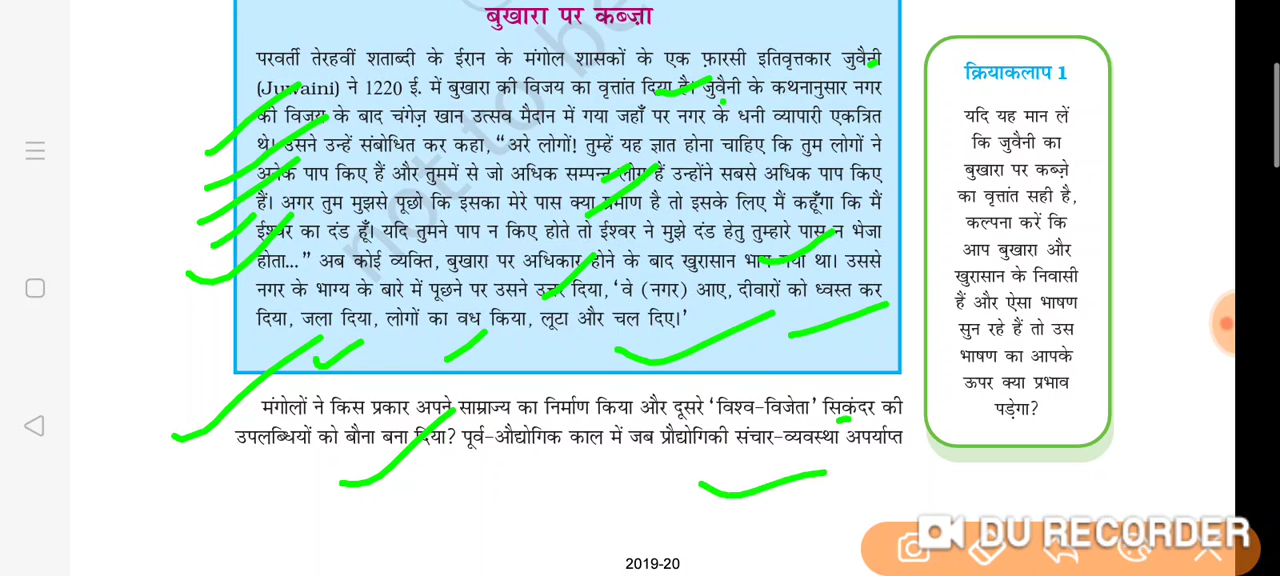 बुखारा पर कब्ज़ा
परवर्ती तेरहवीं शताब्दी के ईरान के मंगोल शासकों के एक फ़ारसी इतिवृत्तकार जुवैनी
(Juwaini) ने 1220 ई. में बुखारा की विजय का वृत्तांत दिया है। जुवैनी के कथनानुसार नगर
की विजय के बाद चंगेज़ खान उत्सव मैदान में गया जहाँ पर नगर के धनी व्यापारी एकत्रित
थे। उसने उन्हें संबोधित कर कहा, “अरे लोगों! तुम्हें यह ज्ञात होना चाहिए कि तुम लोगों ने
अनेक पाप किए हैं और तुममें से जो अधिक सम्पन्न लोग हैं उन्होंने सबसे अधिक पाप किए
हैं। अगर तुम मुझसे पूछो कि इसका मेरे पास क्या प्रमाण है तो इसके लिए मैं कहूँगा कि मैं
ईश्वर का दंड हूँ। यदि तुमने पाप न किए होते तो ईश्वर ने मुझे दंड हेतु तुम्हारे पास न भेजा
होता...” अब कोई व्यक्ति, बुखारा पर अधिकार होने के बाद खुरासान भाग गया था। उससे
नगर के भाग्य के बारे में पूछने पर उसने उत्तर दिया, ‘वे (नगर) आए, दीवारों को ध्वस्त कर
दिया, जला दिया, लोगों का वध किया, लूटा और चल दिए।’
मंगोलों ने किस प्रकार अपने साम्राज्य का निर्माण किया और दूसरे ‘विश्व-विजेता’ सिकंदर की
उपलब्धियों को बौना बना दिया? पूर्व-औद्योगिक काल में जब प्रौद्योगिकी संचार-व्यवस्था अपर्याप्त
क्रियाकलाप 1
यदि यह मान लें
कि जुवैनी का
बुखारा पर कब्ज़े
का वृत्तांत सही है,
कल्पना करें कि
आप बुखारा और
खुरासान के निवासी
हैं और ऐसा भाषण
सुन रहे हैं तो उस
भाषण का आपके
ऊपर क्या प्रभाव
पड़ेगा?
not to be
2019-20
DU RECORDER